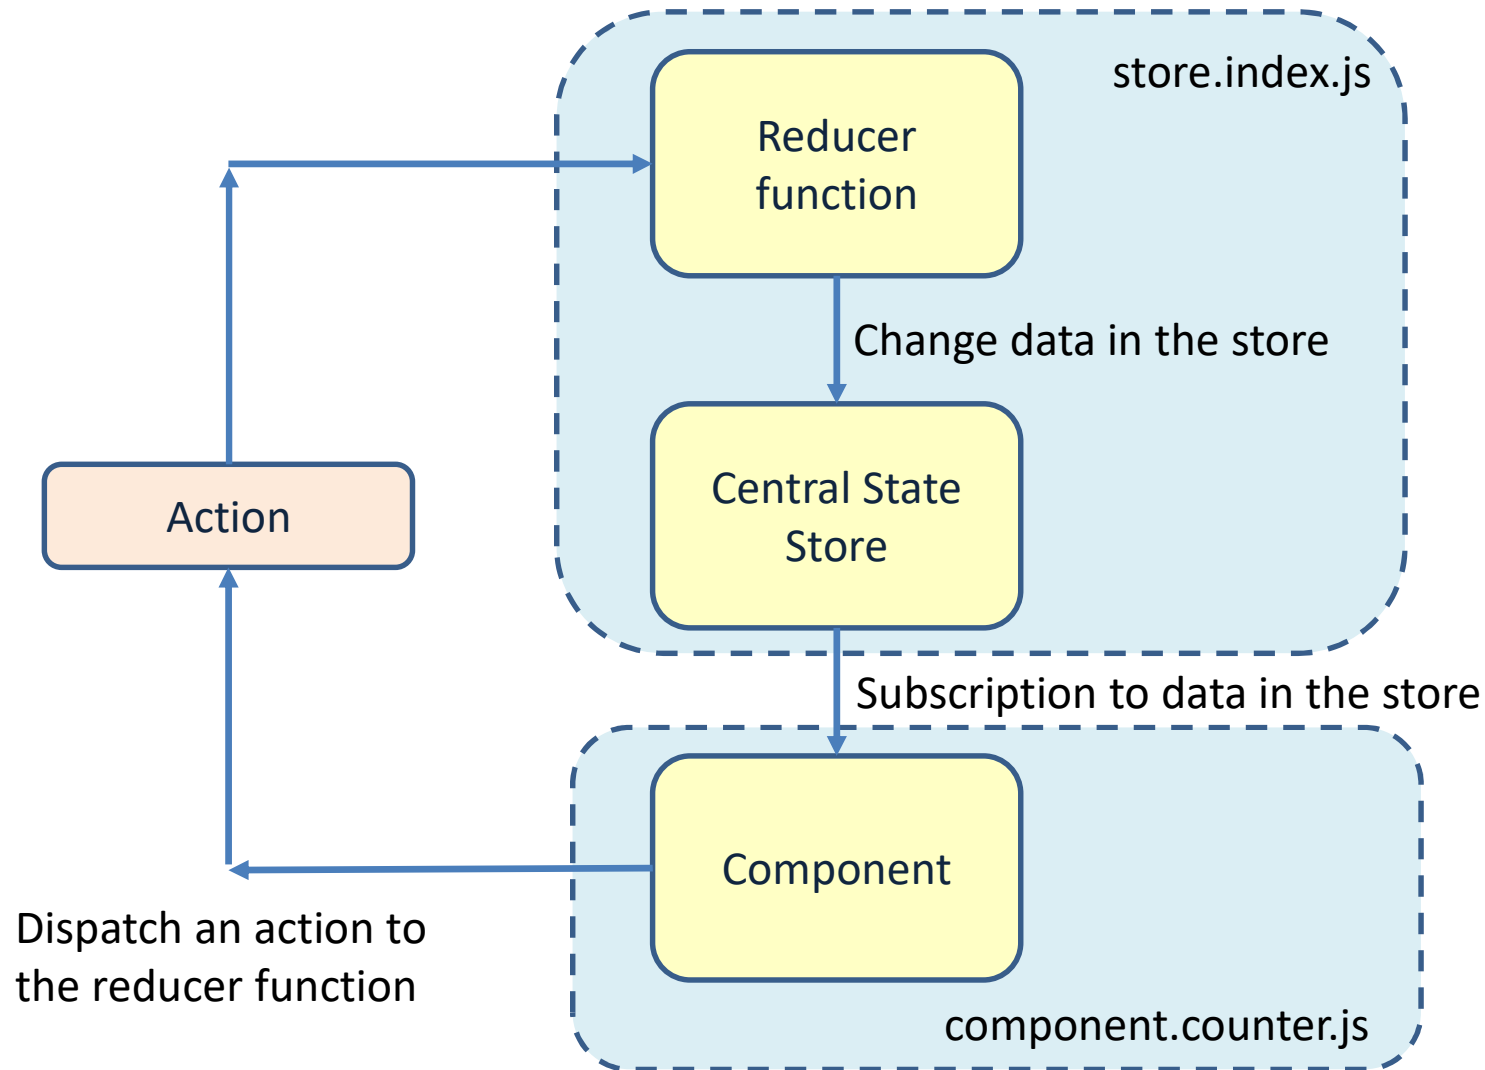 store.index.js
Reducer
function
Change data in the store
Central State
Store
Action
Subscription to data in the store
Component
Dispatch an action to
the reducer function
component.counter.js